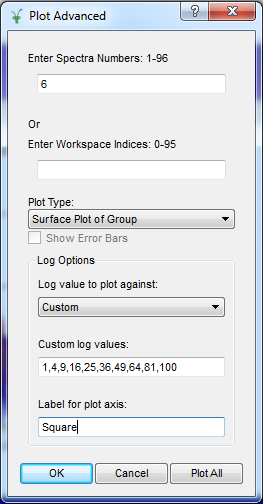 Plot Advanced
?
Enter Spectra Numbers: 1-96
6
Or
Enter Workspace Indices: 0-95
Plot Type:
Surface Plot of Group
Show Error Bars
Log Options
Log value to plot against:
Custom
Custom log values:
1,4,9,16,25,36,49,64,81,100
Label for plot axis:
Square
OK Cancel Plot All